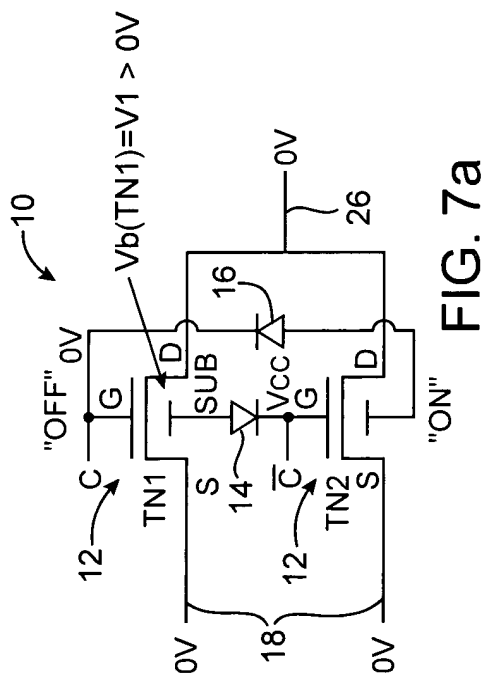 10
Vb(TN1)=V1 > 0V
"OFF"
0V
C
G
12
TN1
D
SUB
S
0V
14
16
VCC
C̅
G
12
TN2
S
D
0V
"ON"
18
0V
26
FIG. 7a